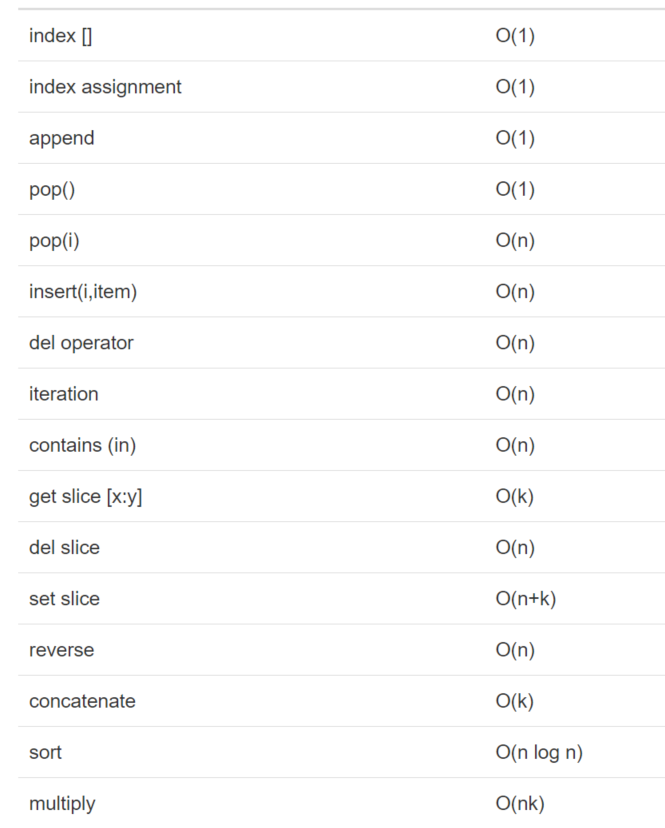 index [] O(1)
index assignment O(1)
append O(1)
pop() O(1)
pop(i) O(n)
insert(i,item) O(n)
del operator O(n)
iteration O(n)
contains (in) O(n)
get slice [x:y] O(k)
del slice O(n)
set slice O(n+k)
reverse O(n)
concatenate O(k)
sort O(n log n)
multiply O(nk)